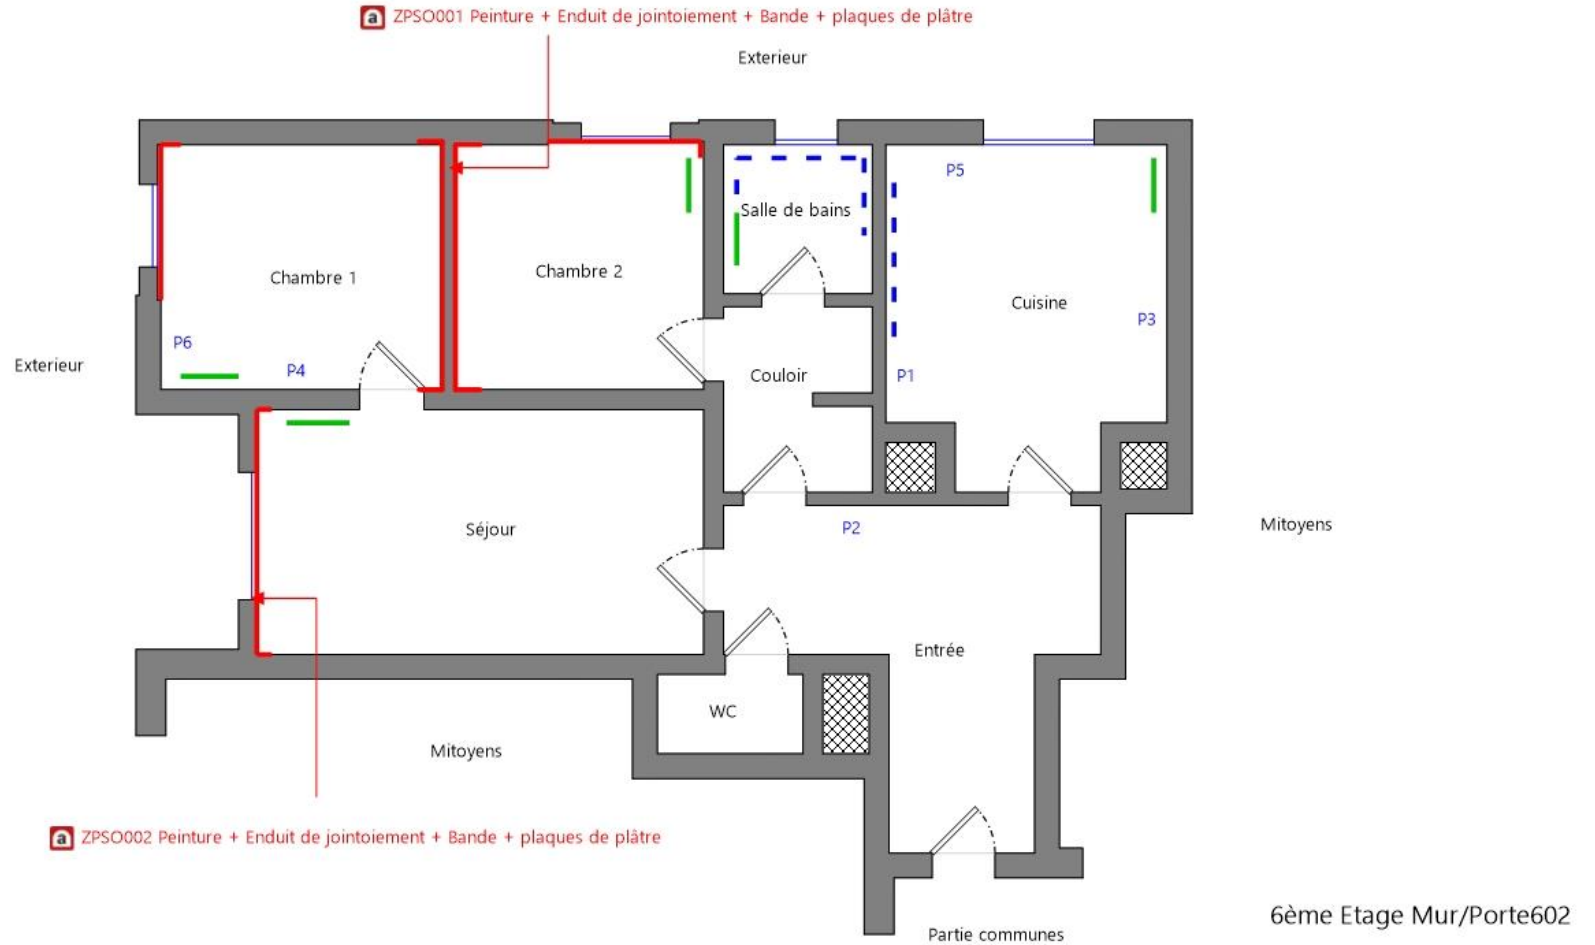 a ZPSO001 Peinture + Enduit de jointoiement + Bande + plaques de plâtre
Exterieur
P5
Salle de bains
Chambre 2
Chambre 1
Cuisine
P3
P6
Exterieur
P4
Couloir
P1
Séjour
P2
Mitoyens
Entrée
WC
Mitoyens
a ZPSO002 Peinture + Enduit de jointoiement + Bande + plaques de plâtre
6ème Etage Mur/Porte602
Partie communes